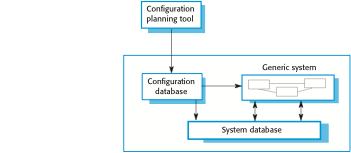 Configuration
planning tool
Generic system
Configuration
database
System database